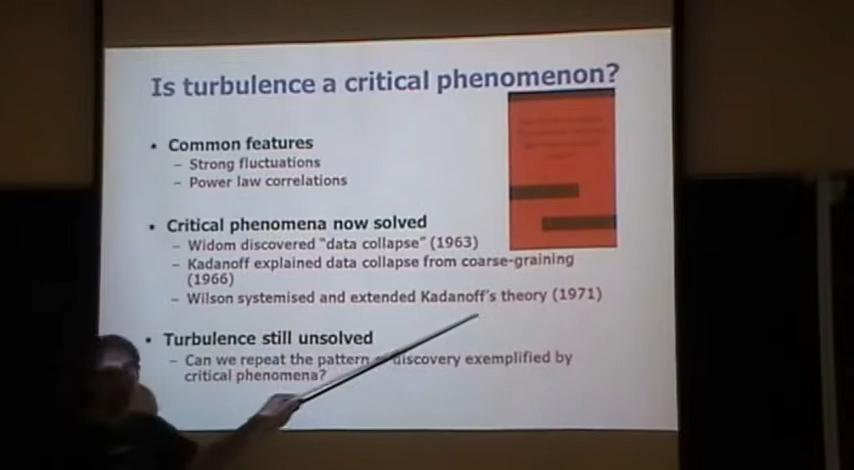 Is turbulence a critical phenomenon?
• Common features
– Strong fluctuations
– Power law correlations
• Critical phenomena now solved
– Widom discovered "data collapse" (1963)
– Kadanoff explained data collapse from coarse-graining
(1966)
– Wilson systemised and extended Kadanoff's theory (1971)
• Turbulence still unsolved
– Can we repeat the pattern discovery exemplified by
critical phenomena?